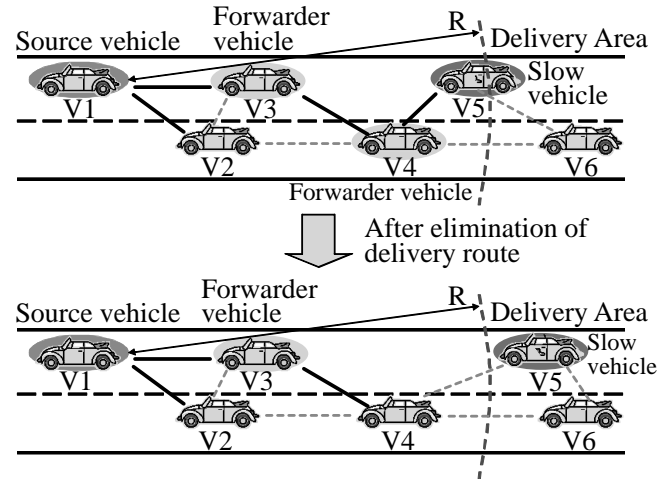 Forwarder
vehicle
R
Delivery Area
Source vehicle
Slow
vehicle
V1
V3
V5
V2
V4
V6
Forwarder vehicle
After elimination of
delivery route
Forwarder
vehicle
R
Delivery Area
Source vehicle
Slow
vehicle
V1
V3
V5
V2
V4
V6